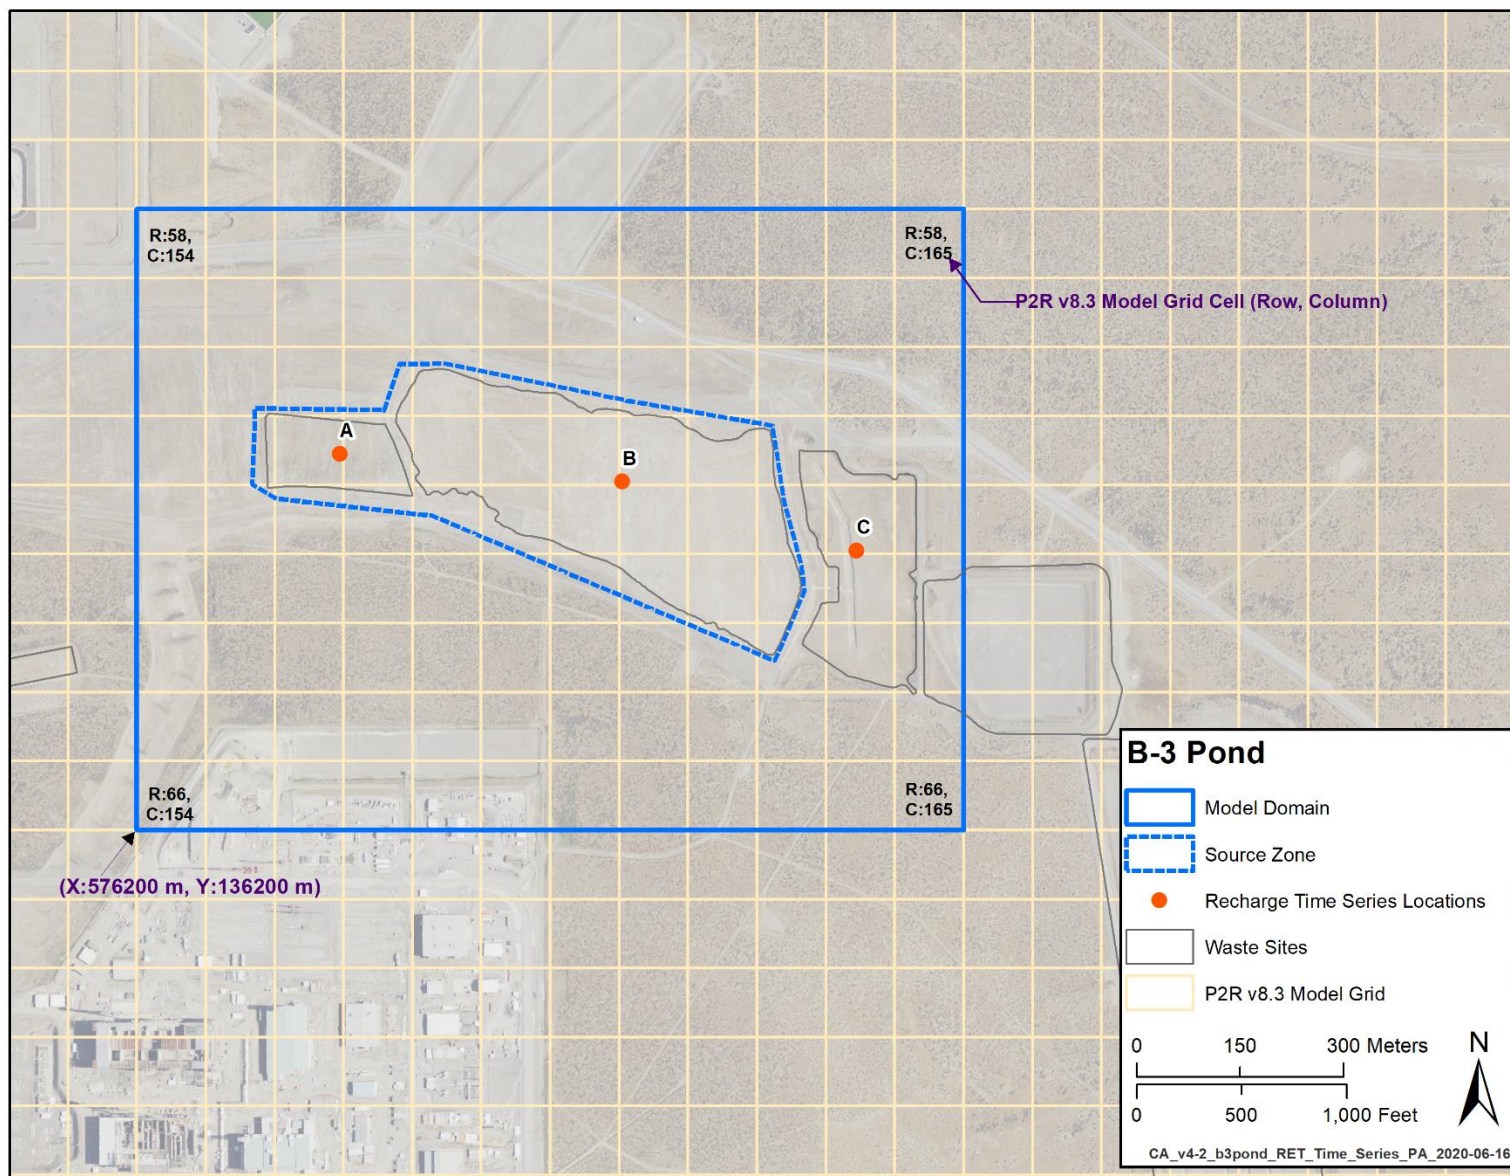 R:58,
C:154
R:58,
C:165
P2R v8.3 Model Grid Cell (Row, Column)
A
B
C
R:66,
C:154
R:66,
C:165
(X:576200 m, Y:136200 m)
B-3 Pond
Model Domain
Source Zone
Recharge Time Series Locations
Waste Sites
P2R v8.3 Model Grid
0 150 300 Meters
N
0 500 1,000 Feet
CA_v4-2_b3pond_RET_Time_Series_PA_2020-06-16